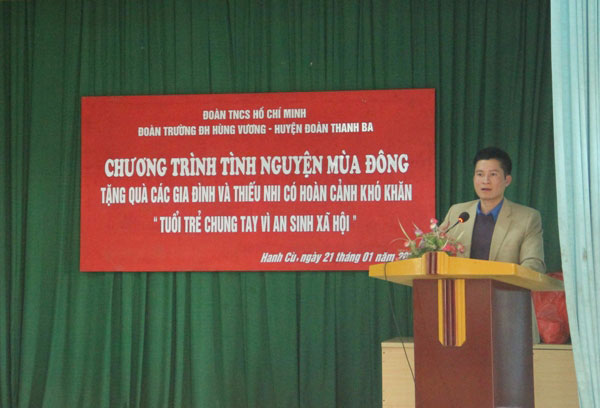 ĐOÀN TNCS HỒ CHÍ MINH
ĐOÀN TRƯỜNG ĐH HÙNG VƯƠNG - HUYỆN ĐOÀN THANH BA
CHƯƠNG TRÌNH TÌNH NGUYỆN MÙA ĐÔNG
TẶNG QUÀ CÁC GIA ĐÌNH VÀ THIẾU NHI CÓ HOÀN CẢNH KHÓ KHĂN
" TUỔI TRẺ CHUNG TAY VÌ AN SINH XÃ HỘI "
Hanh Cù, ngày 21 tháng 01 năm